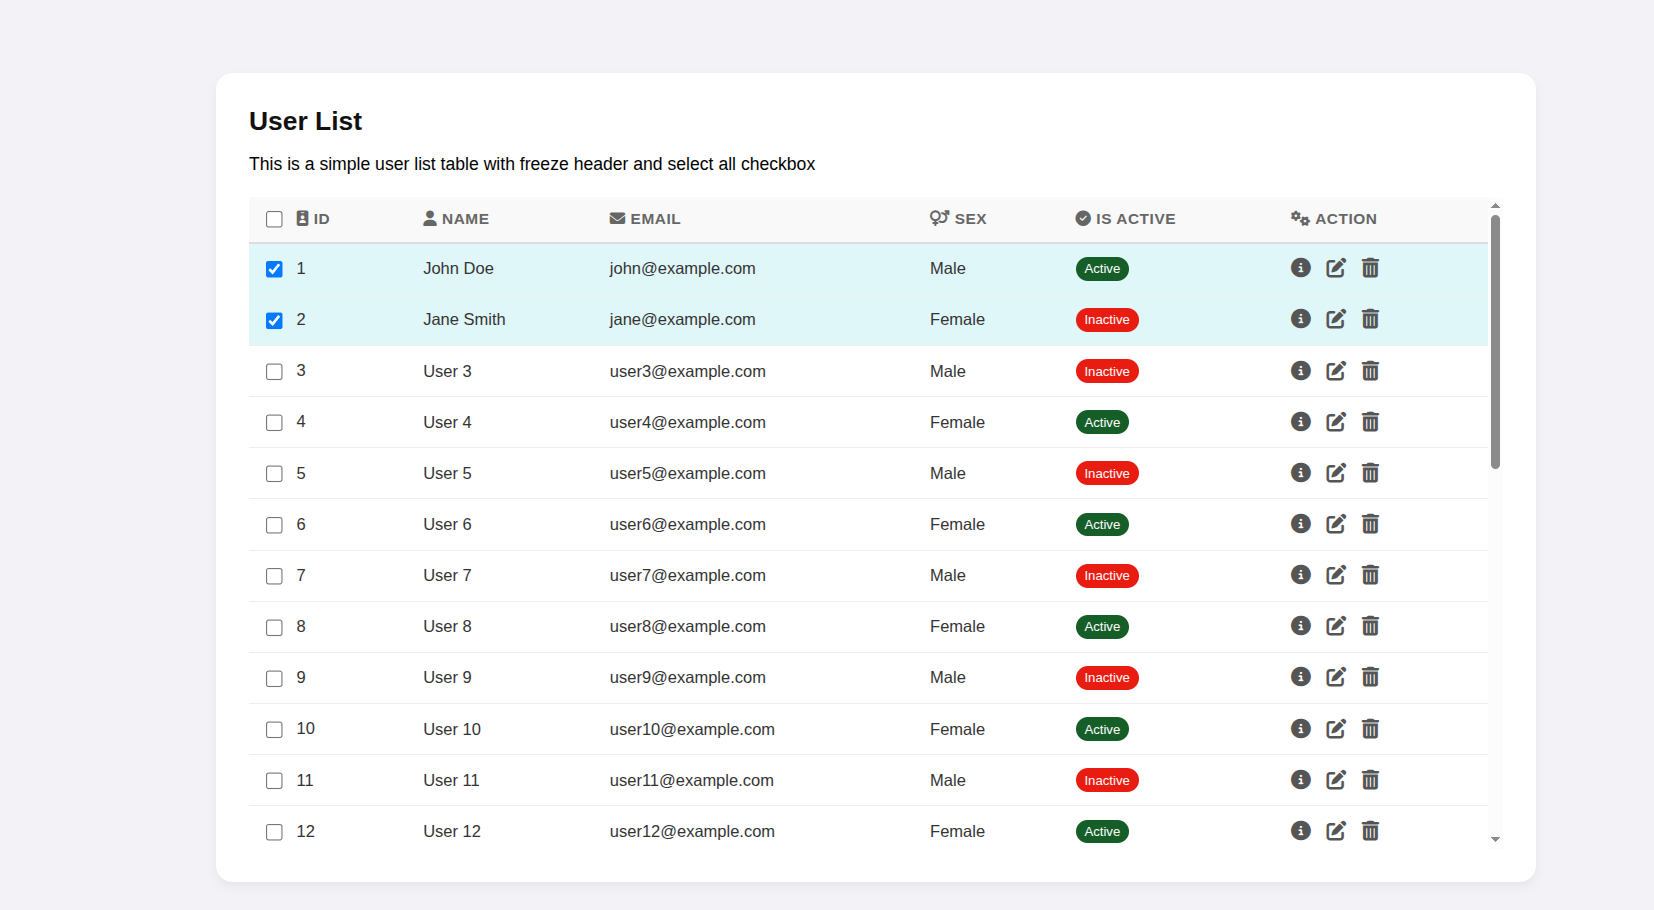 User List
This is a simple user list table with freeze header and select all checkbox
ID NAME EMAIL SEX IS ACTIVE ACTION
1 John Doe john@example.com Male Active
2 Jane Smith jane@example.com Female Inactive
3 User 3 user3@example.com Male Inactive
4 User 4 user4@example.com Female Active
5 User 5 user5@example.com Male Inactive
6 User 6 user6@example.com Female Active
7 User 7 user7@example.com Male Inactive
8 User 8 user8@example.com Female Active
9 User 9 user9@example.com Male Inactive
10 User 10 user10@example.com Female Active
11 User 11 user11@example.com Male Inactive
12 User 12 user12@example.com Female Active